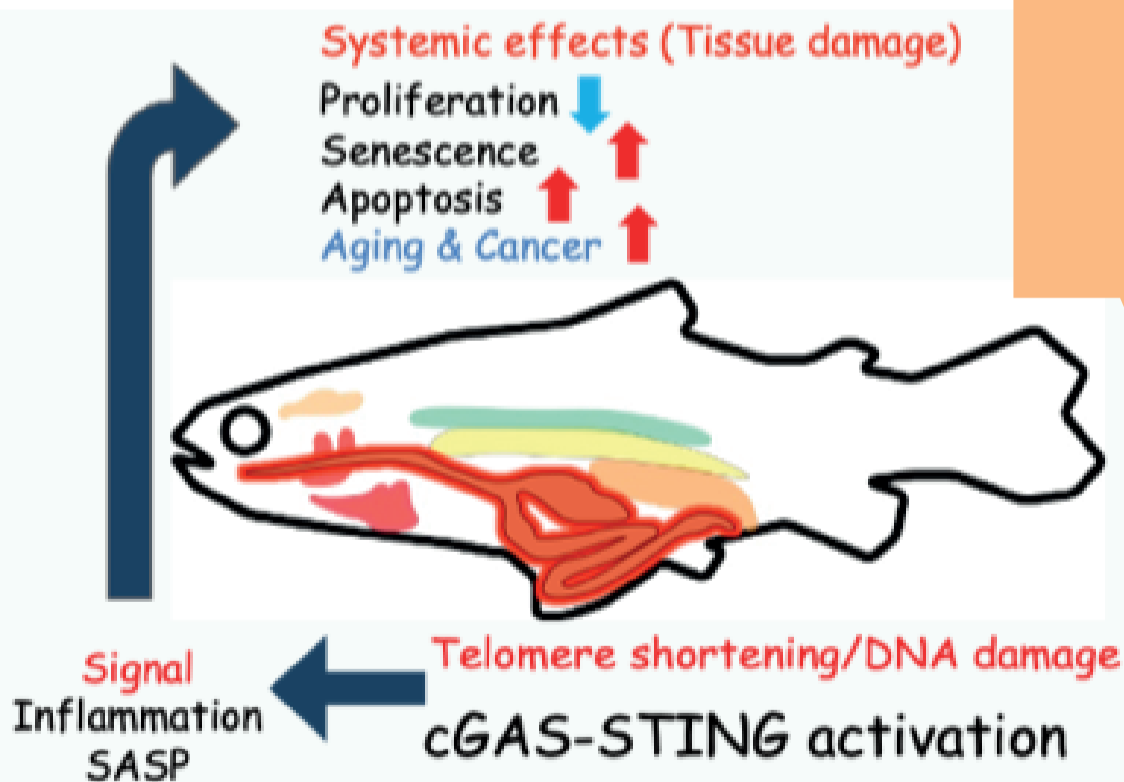 Systemic effects (Tissue damage)
Proliferation
Senescence
Apoptosis
Aging & Cancer
Telomere shortening/DNA damage
cGAS-STING activation
Signal
Inflammation
SASP